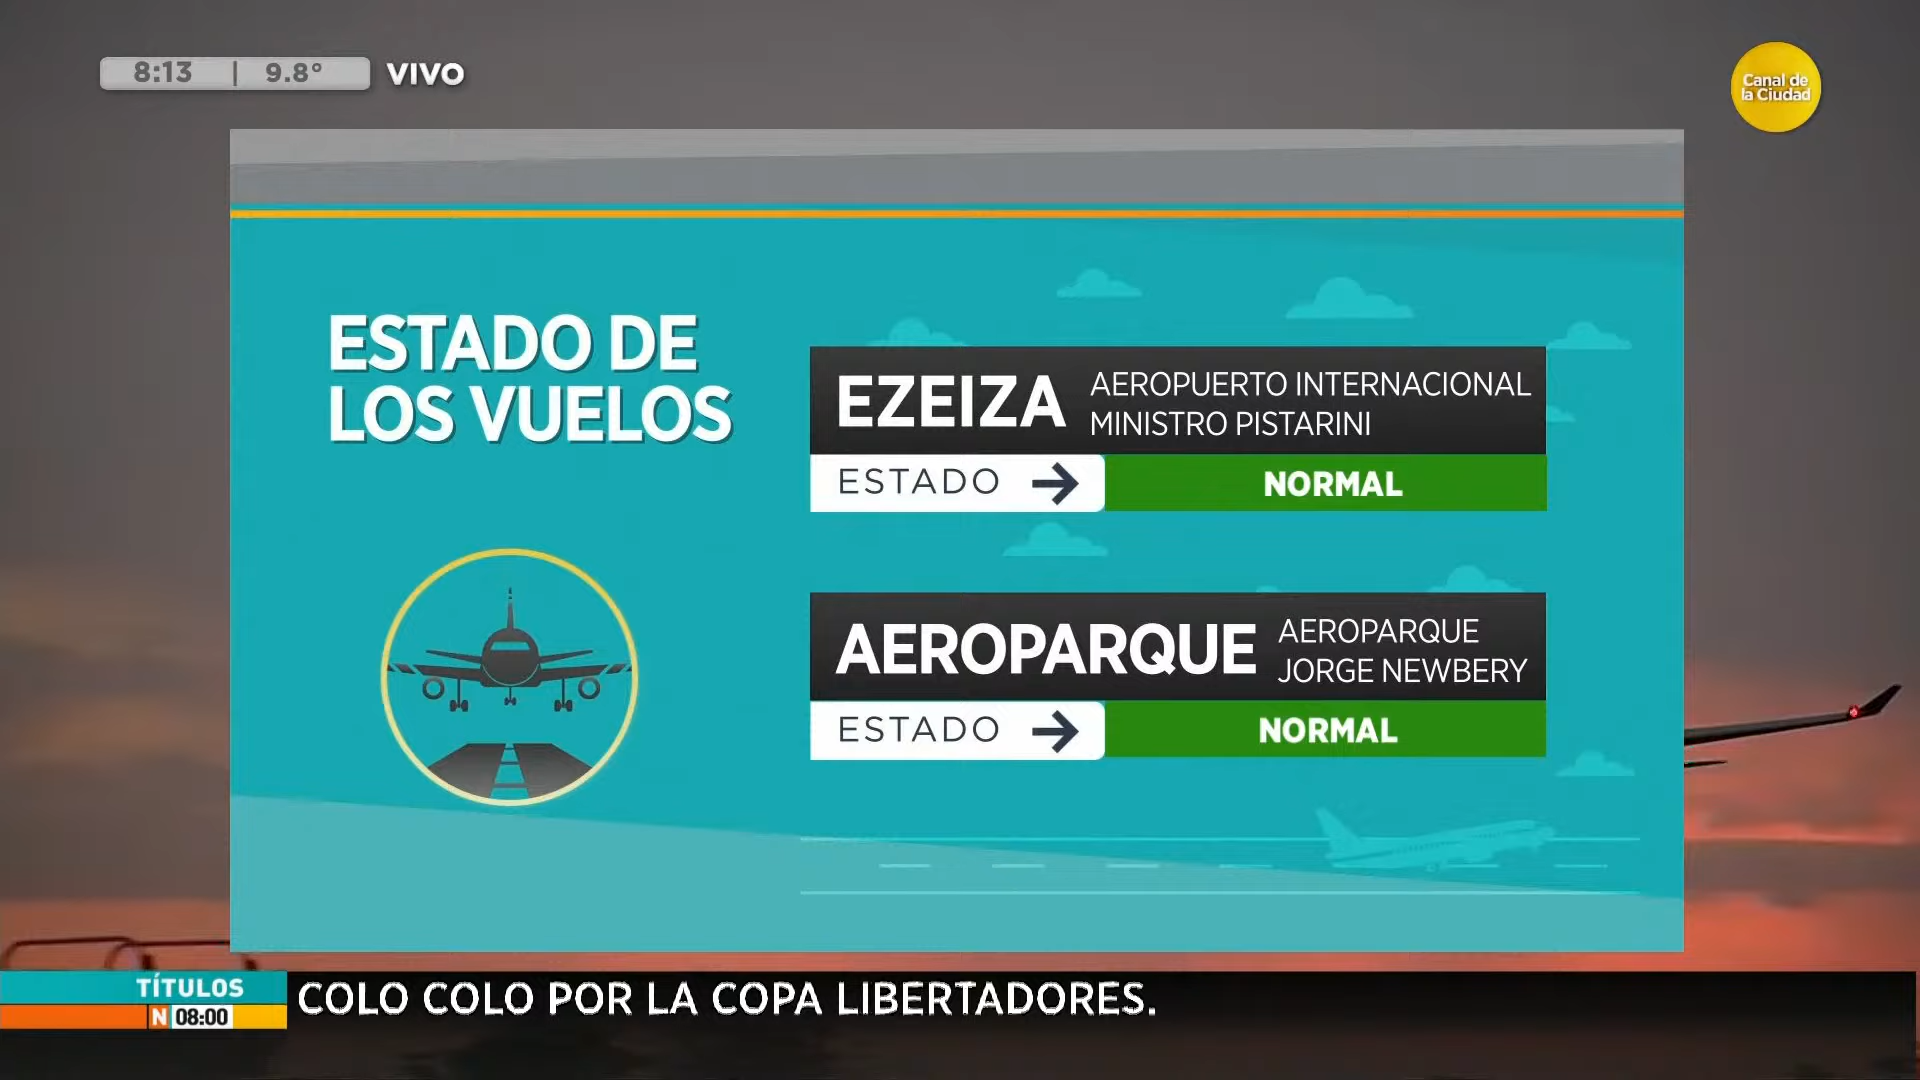 8:13 | 9.8° VIVO
Canal de
la Ciudad
ESTADO DE
LOS VUELOS
EZEIZA AEROPUERTO INTERNACIONAL
MINISTRO PISTARINI
ESTADO → NORMAL
AEROPARQUE AEROPARQUE
JORGE NEWBERY
ESTADO → NORMAL
TÍTULOS
N 08:00
COLO COLO POR LA COPA LIBERTADORES.